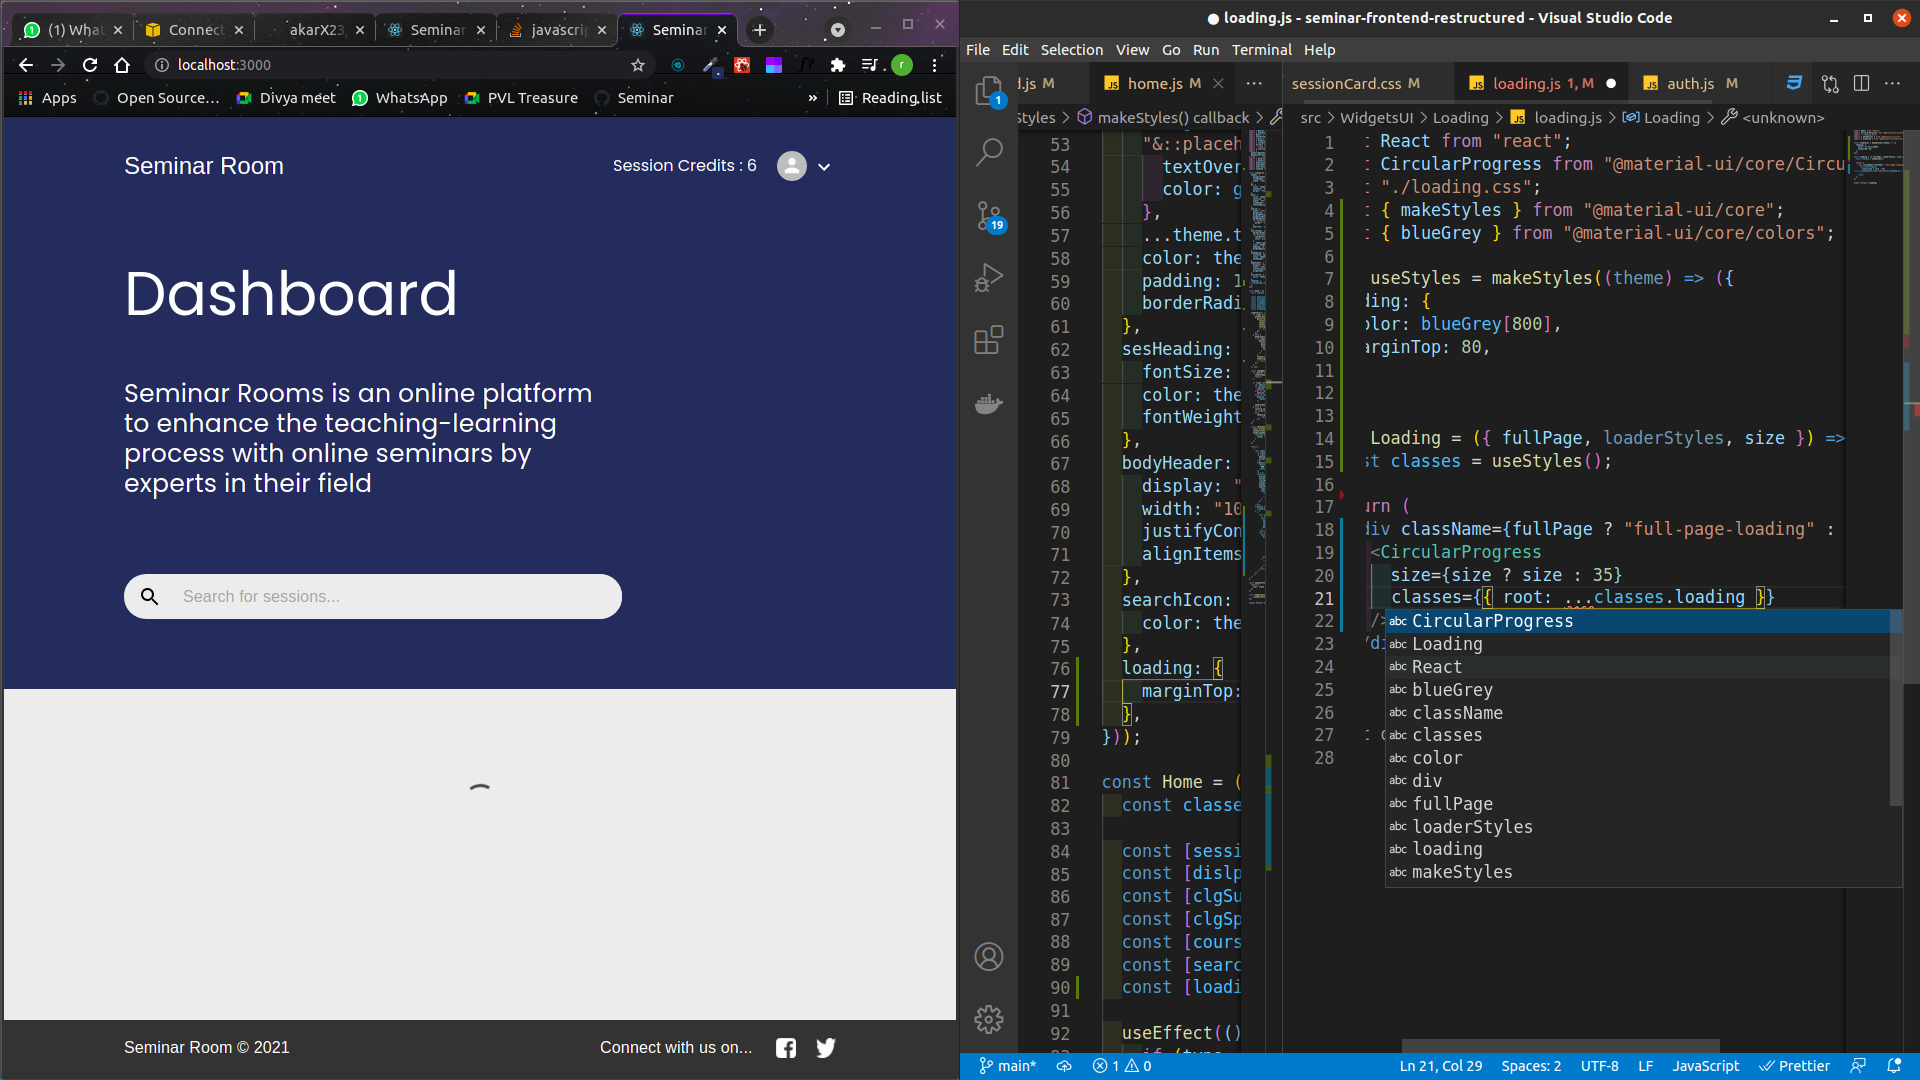 (1) What
Connect
akarX23
Seminar
javascri
Seminar
localhost:3000
r
Apps
Open Source...
Divya meet
WhatsApp
PVL Treasure
Seminar
»
Reading list
Seminar Room
Session Credits : 6
Dashboard
Seminar Rooms is an online platform
to enhance the teaching-learning
process with online seminars by
experts in their field
Search for sessions...
Seminar Room © 2021
Connect with us on...
● loading.js - seminar-frontend-restructured - Visual Studio Code
File Edit Selection View Go Run Terminal Help
1
19
d.js M
home.js M
sessionCard.css M
loading.js 1, M
auth.js M
Styles > makeStyles() callback >
src > WidgetsUI > Loading > loading.js > Loading > <unknown>
53 "&::placeh
54 textOver
55 color: g
56 },
57 ...theme.t
58 color: the
59 padding: 1
60 borderRadi
61 },
62 sesHeading:
63 fontSize:
64 color: the
65 fontWeight
66 },
67 bodyHeader:
68 display: "
69 width: "10
70 justifyCon
71 alignItems
72 },
73 searchIcon:
74 color: the
75 },
76 loading: {
77 marginTop:
78 },
79 }));
80
81 const Home = (
82 const classe
83
84 const [sessi
85 const [dislp
86 const [clgSu
87 const [clgSp
88 const [cours
89 const [searc
90 const [loadi
91
92 useEffect(()
1 t React from "react";
2 t CircularProgress from "@material-ui/core/Circu
3 t "./loading.css";
4 t { makeStyles } from "@material-ui/core";
5 t { blueGrey } from "@material-ui/core/colors";
6
7 useStyles = makeStyles((theme) => ({
8 ding: {
9 olor: blueGrey[800],
10 arginTop: 80,
11
12
13
14 Loading = ({ fullPage, loaderStyles, size }) =>
15 st classes = useStyles();
16
17 urn (
18 div className={fullPage ? "full-page-loading" :
19 <CircularProgress
20 size={size ? size : 35}
21 classes={{ root: ...classes.loading }}
22 />
23 /di
24
25
26
27
28
abc CircularProgress
abc Loading
abc React
abc blueGrey
abc className
abc classes
abc color
abc div
abc fullPage
abc loaderStyles
abc loading
abc makeStyles
main*
1 0
Ln 21, Col 29
Spaces: 2
UTF-8
LF
JavaScript
Prettier